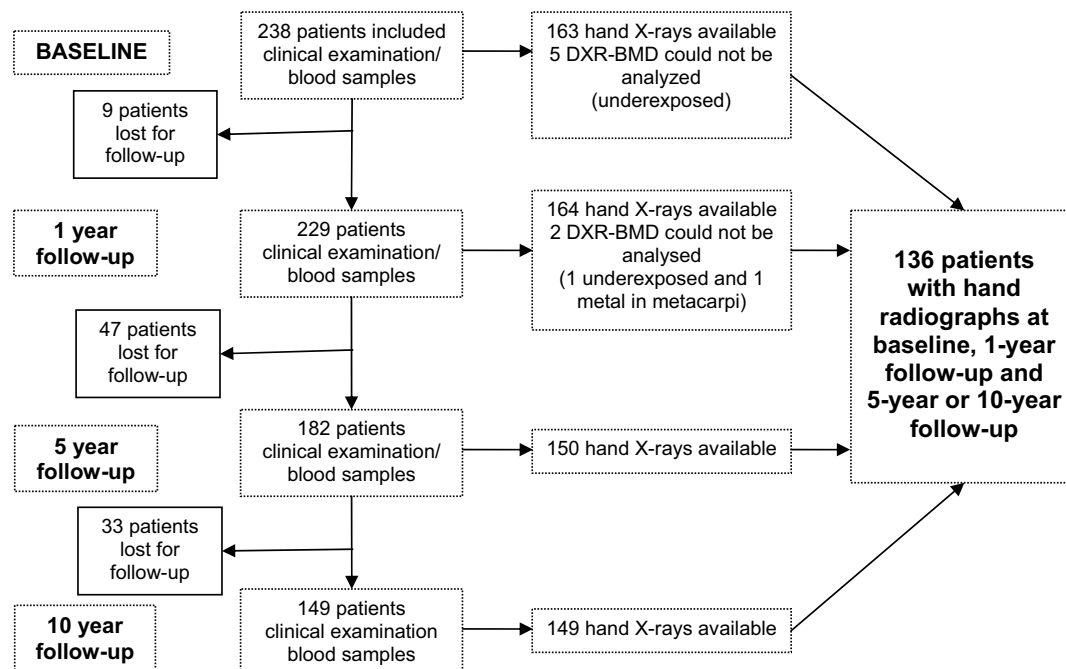 BASELINE
238 patients included
clinical examination/
blood samples
163 hand X-rays available
5 DXR-BMD could not be
analyzed
(underexposed)
9 patients
lost for
follow-up
1 year
follow-up
229 patients
clinical examination/
blood samples
164 hand X-rays available
2 DXR-BMD could not be
analysed
(1 underexposed and 1
metal in metacarpi)
136 patients
with hand
radiographs at
baseline, 1-year
follow-up and
5-year or 10-year
follow-up
47 patients
lost for
follow-up
5 year
follow-up
182 patients
clinical examination/
blood samples
150 hand X-rays available
33 patients
lost for
follow-up
10 year
follow-up
149 patients
clinical examination
blood samples
149 hand X-rays available